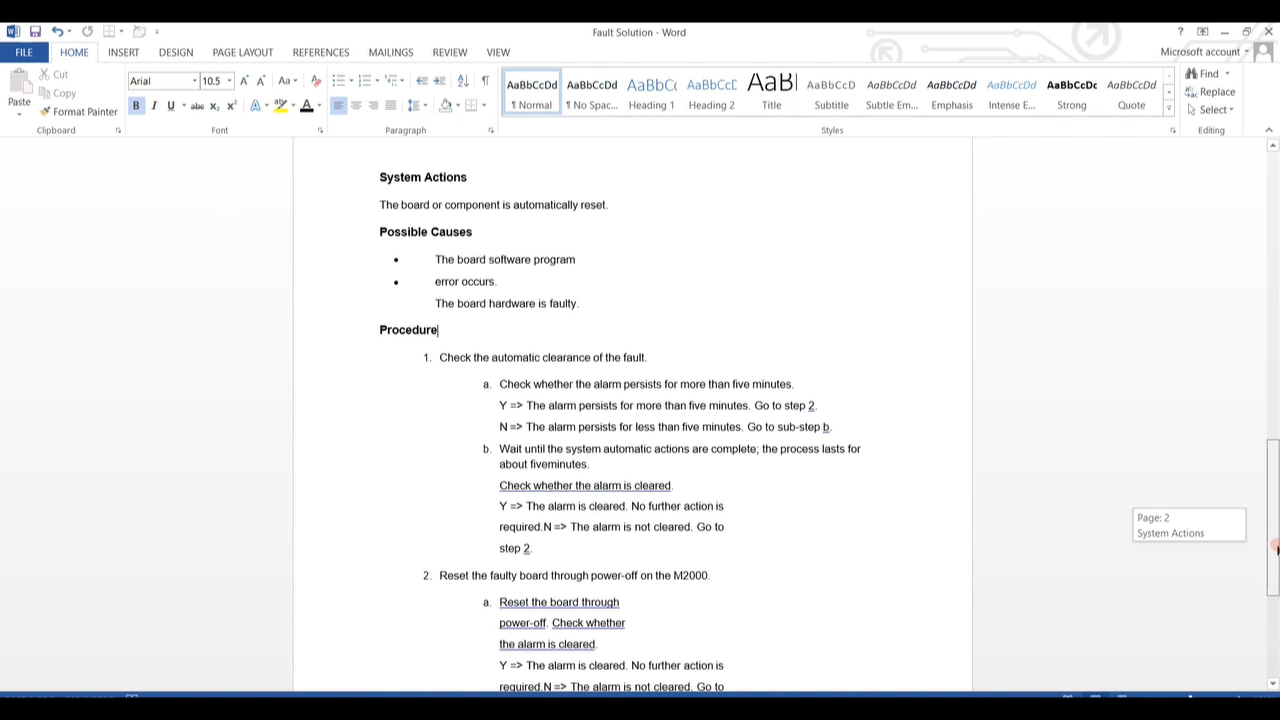 Fault Solution - Word
FILE HOME INSERT DESIGN PAGE LAYOUT REFERENCES MAILINGS REVIEW VIEW Microsoft account
Paste Cut Copy Format Painter
Arial 10.5
AaBbCcDd AaBbCcDd AaBbC( AaBbCcD AaB| AaBbCcD AaBbCcDd AaBbCcDd AaBbCcDd AaBbCcDc AaBbCcDd
¶ Normal ¶ No Spac... Heading 1 Heading 2 Title Subtitle Subtle Em... Emphasis Intense E... Strong Quote
Find Replace Select
Clipboard Font Paragraph Styles Editing
System Actions
The board or component is automatically reset.
Possible Causes
• The board software program
• error occurs.
The board hardware is faulty.
Procedure
1. Check the automatic clearance of the fault.
a. Check whether the alarm persists for more than five minutes.
Y => The alarm persists for more than five minutes. Go to step 2.
N => The alarm persists for less than five minutes. Go to sub-step b.
b. Wait until the system automatic actions are complete; the process lasts for
about fiveminutes.
Check whether the alarm is cleared.
Y => The alarm is cleared. No further action is
required.N => The alarm is not cleared. Go to
step 2.
2. Reset the faulty board through power-off on the M2000.
a. Reset the board through
power-off. Check whether
the alarm is cleared.
Y => The alarm is cleared. No further action is
required.N => The alarm is not cleared. Go to
Page: 2
System Actions